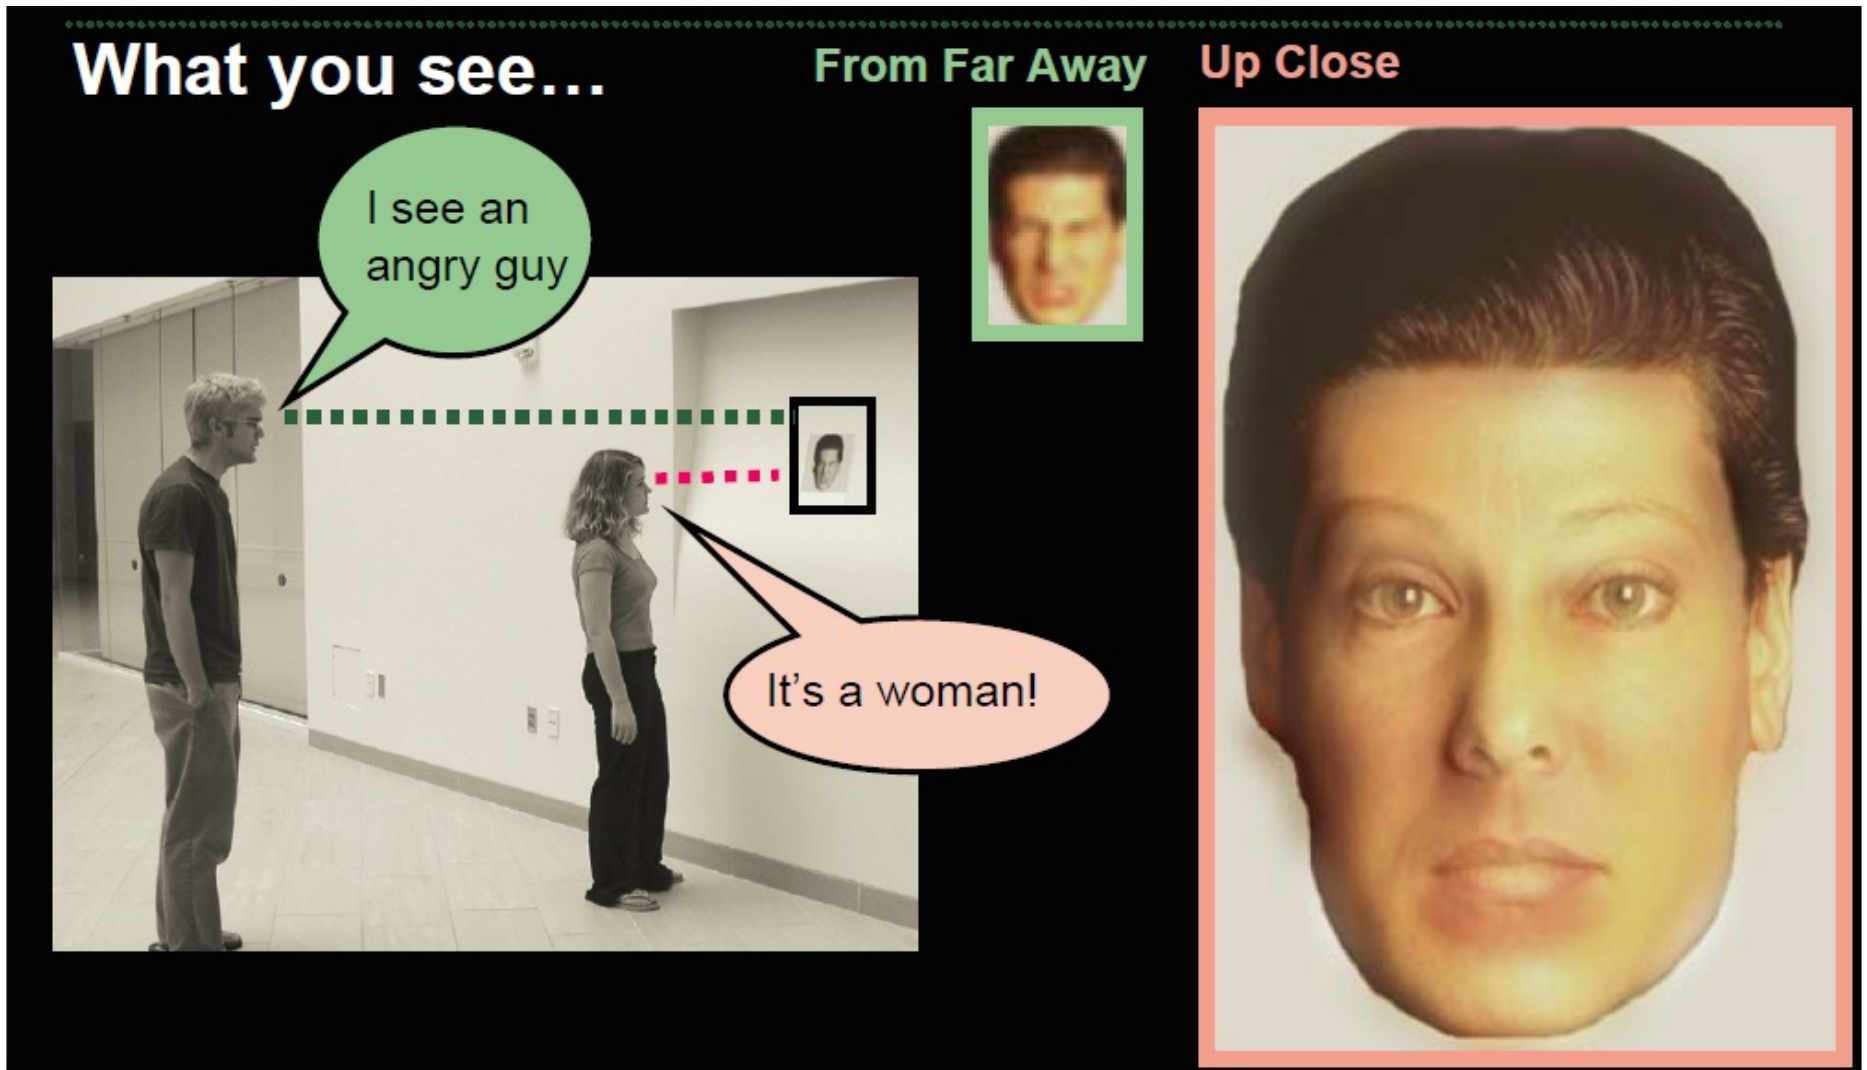 What you see…
From Far Away
Up Close
I see an
angry guy
It's a woman!